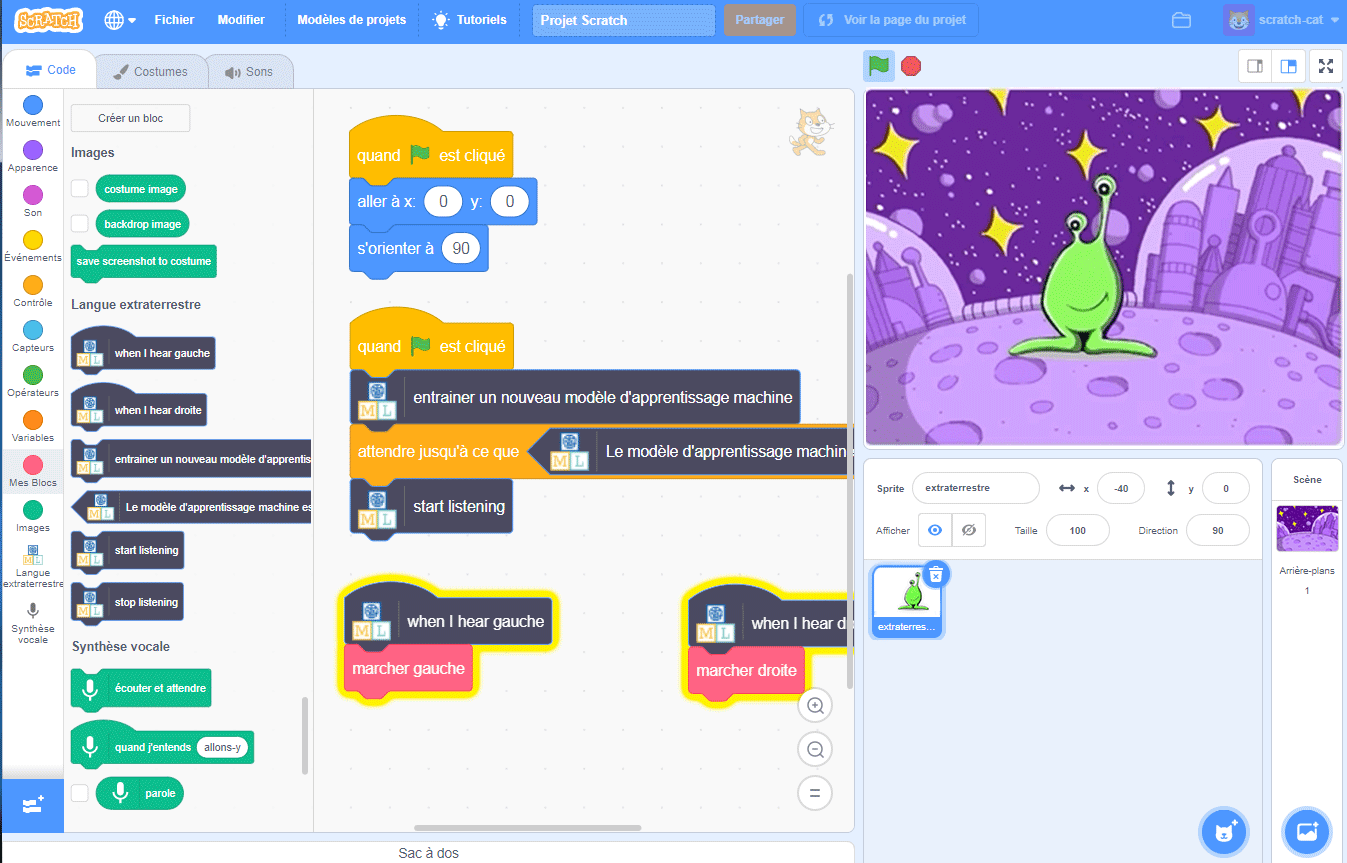 SCRATCH
Fichier
Modifier
Modèles de projets
Tutoriels
Projet Scratch
Partager
Voir la page du projet
scratch-cat
Code
Costumes
Sons
Mouvement
Apparence
Son
Événements
Contrôle
Capteurs
Opérateurs
Variables
Mes Blocs
Images
Langue
extraterrestre
Synthèse
vocale
Créer un bloc
Images
costume image
backdrop image
save screenshot to costume
Langue extraterrestre
ML when I hear gauche
ML when I hear droite
ML entrainer un nouveau modèle d'apprentis
ML Le modèle d'apprentissage machine es
ML start listening
ML stop listening
Synthèse vocale
écouter et attendre
quand j'entends allons-y
parole
quand est cliqué
aller à x: 0 y: 0
s'orienter à 90
quand est cliqué
ML entrainer un nouveau modèle d'apprentissage machine
attendre jusqu'à ce que ML Le modèle d'apprentissage machin
ML start listening
ML when I hear gauche
marcher gauche
ML when I hear d
marcher droite
Sac à dos
Sprite extraterrestre x -40 y 0
Afficher Taille 100 Direction 90
extraterres...
Scène
Arrière-plans
1